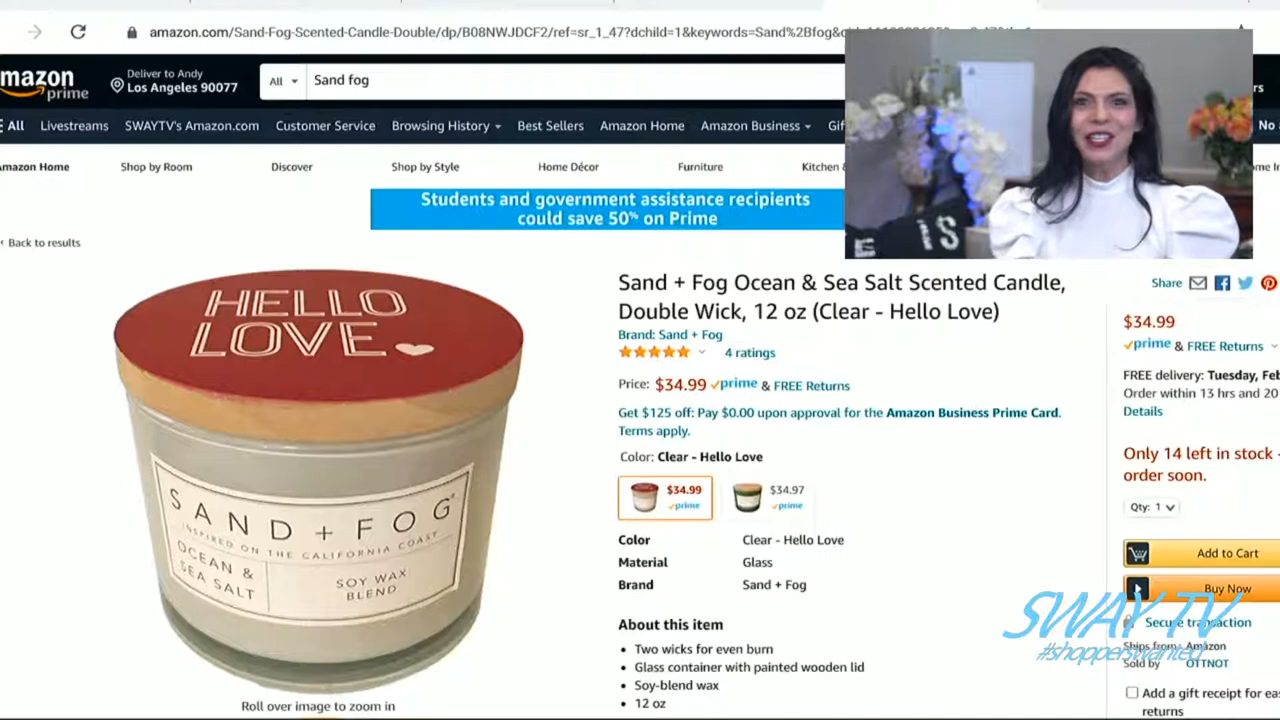 amazon.com/Sand-Fog-Scented-Candle-Double/dp/B08NWJDCF2/ref=sr_1_47?dchild=1&keywords=Sand%2Bfog&
mazon
prime
Deliver to Andy
Los Angeles 90077
All
Sand fog
All
Livestreams
SWAYTV's Amazon.com
Customer Service
Browsing History
Best Sellers
Amazon Home
Amazon Business
Gif
rs
No
mazon Home
Shop by Room
Discover
Shop by Style
Home Décor
Furniture
Kitchen
me In
Students and government assistance recipients
could save 50% on Prime
‹ Back to results
HELLO
LOVE
SAND + FOG®
INSPIRED ON THE CALIFORNIA COAST
OCEAN &
SEA SALT
SOY WAX
BLEND
Roll over image to zoom in
Sand + Fog Ocean & Sea Salt Scented Candle,
Double Wick, 12 oz (Clear - Hello Love)
Brand: Sand + Fog
4 ratings
Price: $34.99 prime & FREE Returns
Get $125 off: Pay $0.00 upon approval for the Amazon Business Prime Card.
Terms apply.
Color: Clear - Hello Love
$34.99
prime
$34.97
prime
Color Clear - Hello Love
Material Glass
Brand Sand + Fog
About this item
• Two wicks for even burn
• Glass container with painted wooden lid
• Soy-blend wax
• 12 oz
Share
$34.99
prime & FREE Returns
FREE delivery: Tuesday, Feb
Order within 13 hrs and 20
Details
Only 14 left in stock -
order soon.
Qty: 1
Add to Cart
Buy Now
SWAY TV
#shopperswanted
Secure transaction
Ships from Amazon
Sold by OTTNOT
Add a gift receipt for eas
returns